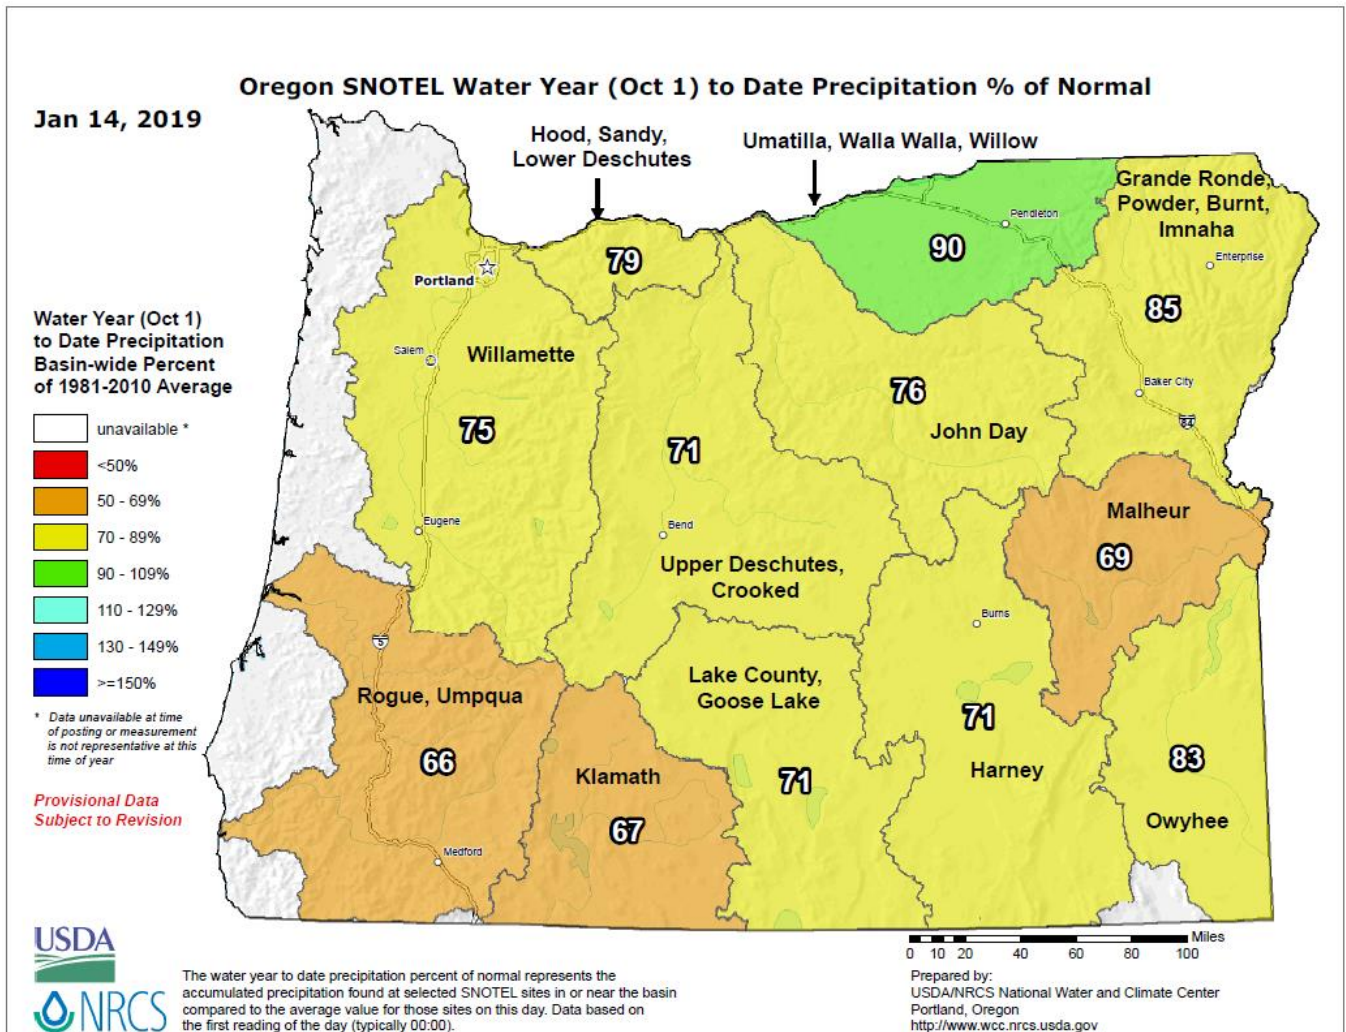 Oregon SNOTEL Water Year (Oct 1) to Date Precipitation % of Normal
Jan 14, 2019
Hood, Sandy,
Lower Deschutes
Umatilla, Walla Walla, Willow
Grande Ronde,
Powder, Burnt,
Imnaha
Pendleton
Enterprise
90
79
85
Portland
Salem
Willamette
75
76
John Day
Baker City
84
71
Eugene
Bend
Upper Deschutes,
Crooked
Malheur
69
Burns
5
Rogue, Umpqua
66
Medford
Klamath
67
Lake County,
Goose Lake
71
71
Harney
83
Owyhee
Water Year (Oct 1)
to Date Precipitation
Basin-wide Percent
of 1981-2010 Average
unavailable *
<50%
50 - 69%
70 - 89%
90 - 109%
110 - 129%
130 - 149%
>=150%
* Data unavailable at time
of posting or measurement
is not representative at this
time of year
Provisional Data
Subject to Revision
USDA
NRCS
The water year to date precipitation percent of normal represents the
accumulated precipitation found at selected SNOTEL sites in or near the basin
compared to the average value for those sites on this day. Data based on
the first reading of the day (typically 00:00).
Miles
0 10 20 40 60 80 100
Prepared by:
USDA/NRCS National Water and Climate Center
Portland, Oregon
http://www.wcc.nrcs.usda.gov